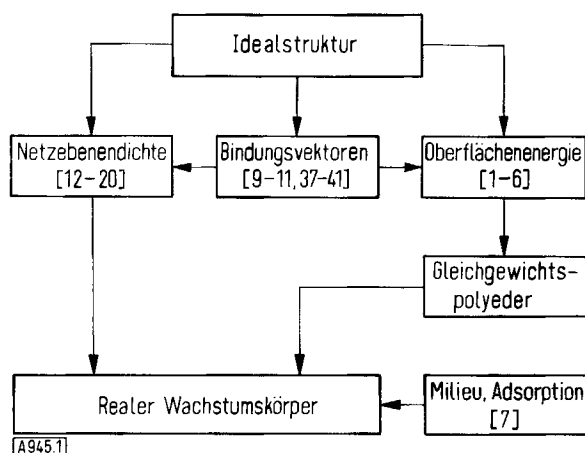 Idealstruktur
Netzebenendichte
[12-20]
Bindungsvektoren
[9-11, 37-41]
Oberflächenenergie
[1-6]
Gleichgewichts-
polyeder
Realer Wachstumskörper
Milieu, Adsorption
[7]
A945.1